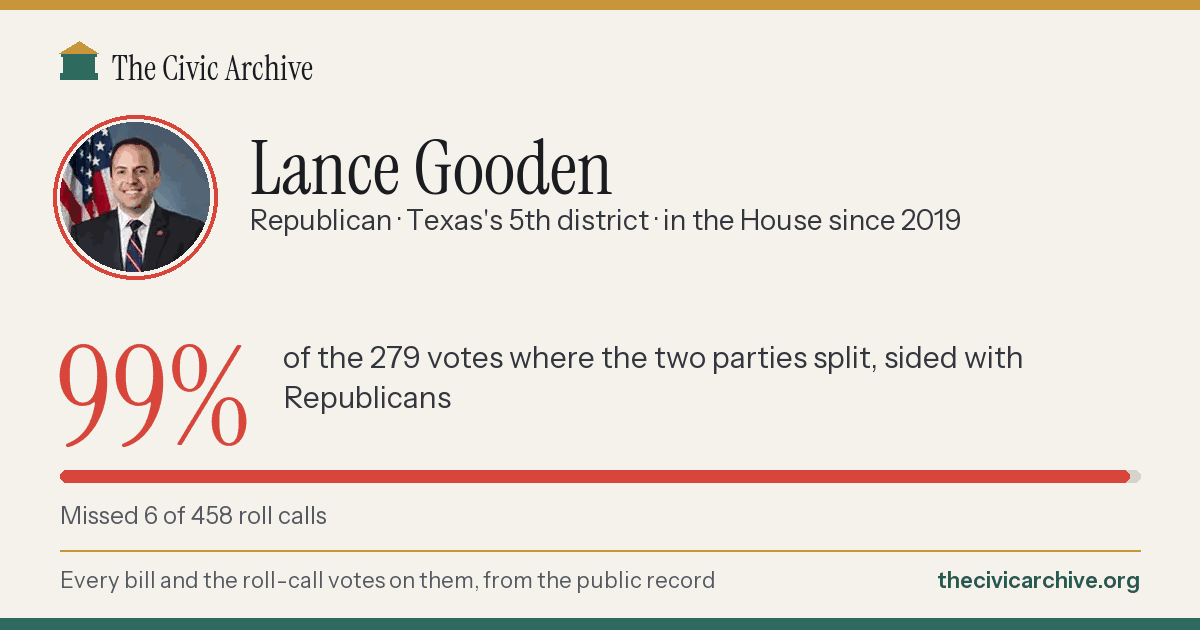 The Civic Archive
Lance Gooden
Republican · Texas's 5th district · in the House since 2019
99%
of the 279 votes where the two parties split, sided with
Republicans
Missed 6 of 458 roll calls
Every bill and the roll-call votes on them, from the public record
thecivicarchive.org